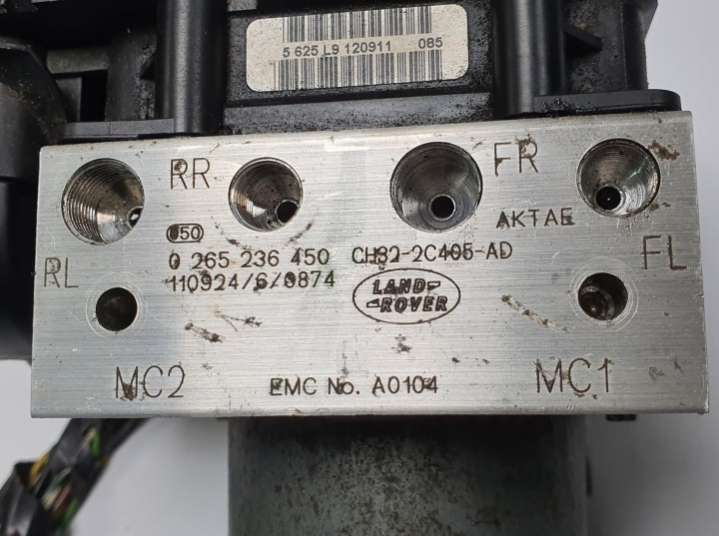 5 625 L9 120911 085
RR
FR
050
AKTAE
0 265 236 450 CH32-2C405-AD
RL
FL
110924/6/0874
LAND-
-ROVER
MC2
EMC No. A0104
MC1